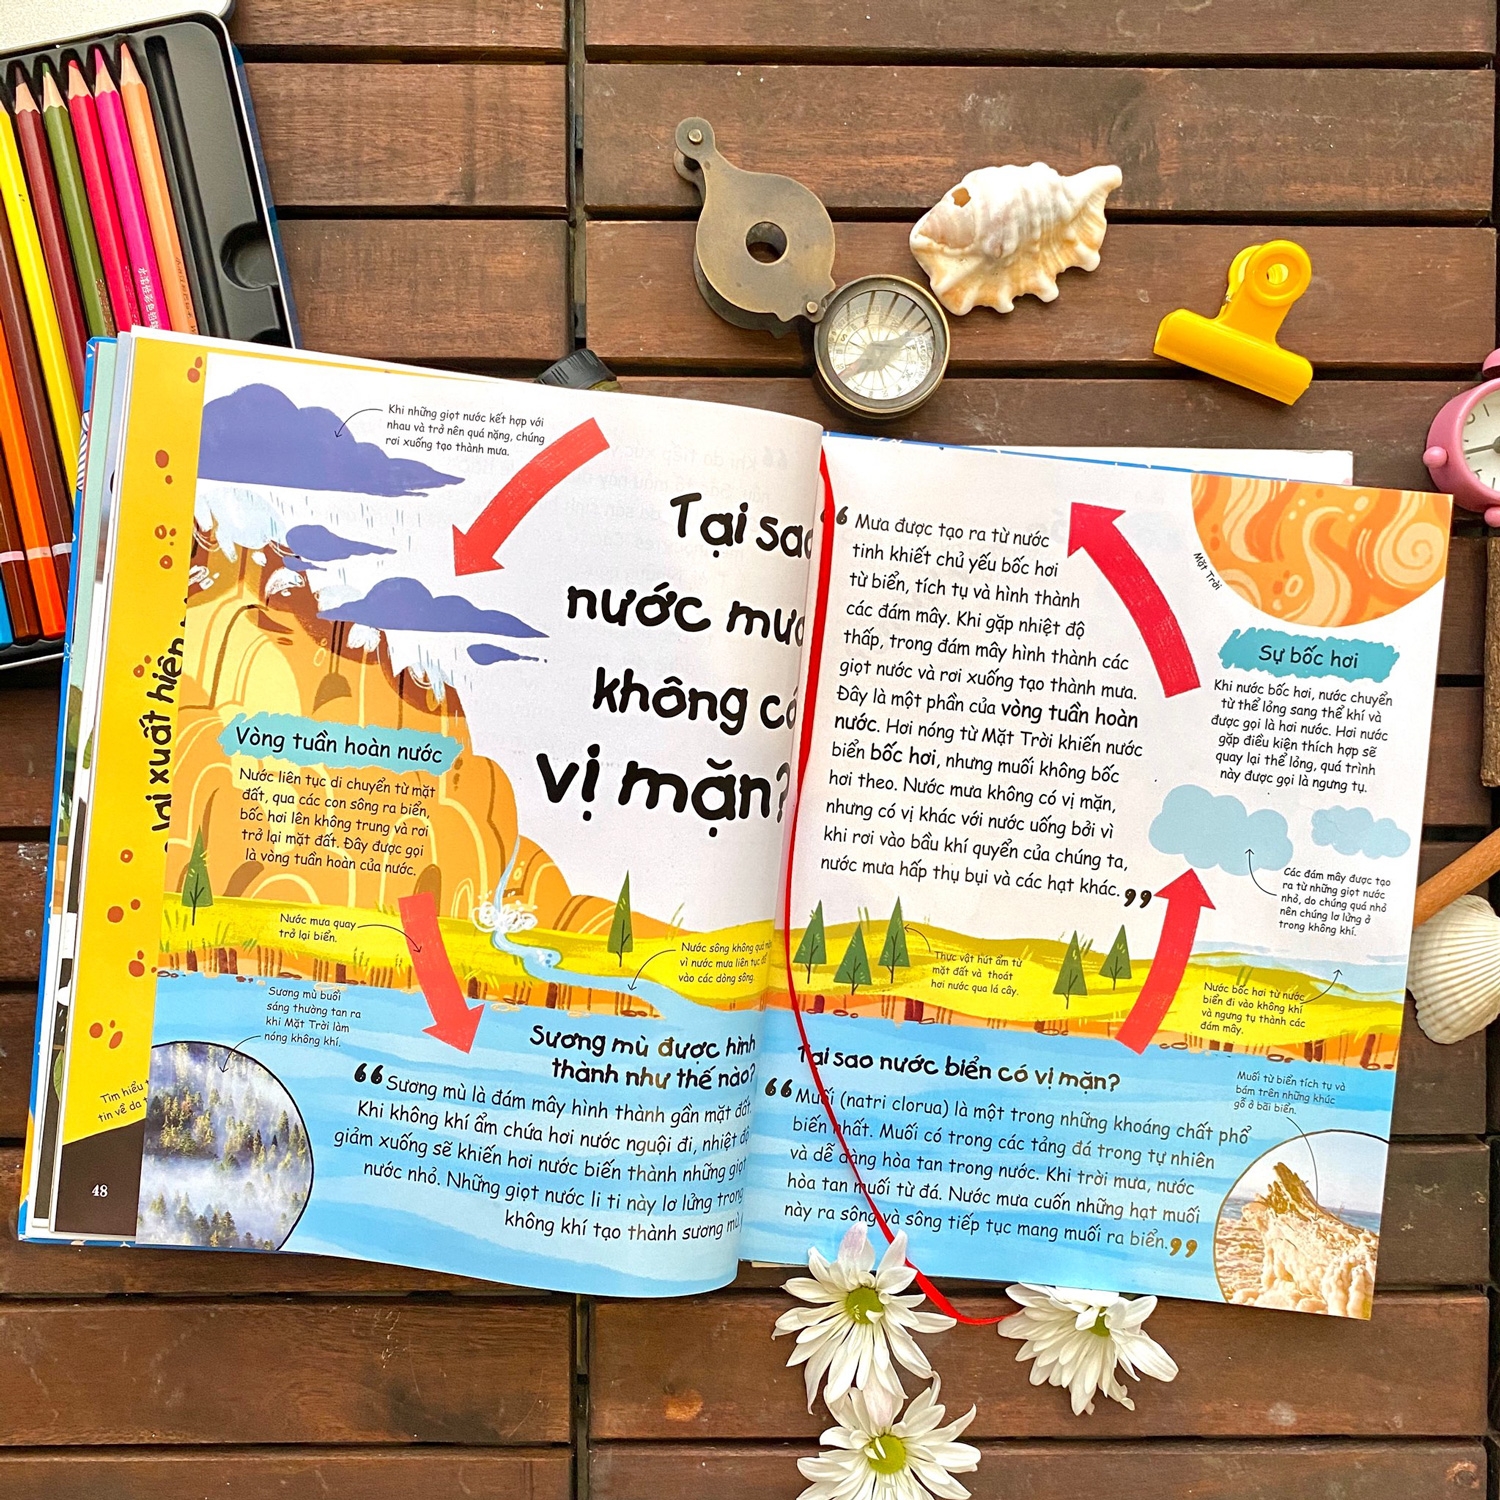 Khi những giọt nước kết hợp với
nhau và trở nên quá nặng, chúng
rơi xuống tạo thành mưa.
Tại sao
nước mưa
không có
vị mặn?
Vòng tuần hoàn nước
Nước liên tục di chuyển từ mặt
đất, qua các con sông ra biển,
bốc hơi lên không trung và rơi
trở lại mặt đất. Đây được gọi
là vòng tuần hoàn của nước.
Nước mưa quay
trở lại biển.
Nước sông không quá mặn
vì nước mưa liên tục đổ
vào các dòng sông.
Sương mù buổi
sáng thường tan ra
khi Mặt Trời làm
nóng không khí.
Sương mù được hình
thành như thế nào?
“Sương mù là đám mây hình thành gần mặt đất.
Khi không khí ẩm chứa hơi nước nguội đi, nhiệt độ
giảm xuống sẽ khiến hơi nước biến thành những giọt
nước nhỏ. Những giọt nước li ti này lơ lửng trong
không khí tạo thành sương mù
lại xuất hiện
Tìm hiểu
tin về da
48
“Mưa được tạo ra từ nước
tinh khiết chủ yếu bốc hơi
từ biển, tích tụ và hình thành
các đám mây. Khi gặp nhiệt độ
thấp, trong đám mây hình thành các
giọt nước và rơi xuống tạo thành mưa.
Đây là một phần của vòng tuần hoàn
nước. Hơi nóng từ Mặt Trời khiến nước
biển bốc hơi, nhưng muối không bốc
hơi theo. Nước mưa không có vị mặn,
nhưng có vị khác với nước uống bởi vì
khi rơi vào bầu khí quyển của chúng ta,
nước mưa hấp thụ bụi và các hạt khác.”
Mặt Trời
Sự bốc hơi
Khi nước bốc hơi, nước chuyển
từ thể lỏng sang thể khí và
được gọi là hơi nước. Hơi nước
gặp điều kiện thích hợp sẽ
quay lại thể lỏng, quá trình
này được gọi là ngưng tụ.
Các đám mây được tạo
ra từ những giọt nước
nhỏ, do chúng quá nhỏ
nên chúng lơ lửng ở
trong không khí.
Thực vật hút ẩm từ
mặt đất và thoát
hơi nước qua lá cây.
Nước bốc hơi từ nước
biển đi vào không khí
và ngưng tụ thành các
đám mây.
Tại sao nước biển có vị mặn?
“Muối (natri clorua) là một trong những khoáng chất phổ
biến nhất. Muối có trong các tảng đá trong tự nhiên
và dễ dàng hòa tan trong nước. Khi trời mưa, nước
hòa tan muối từ đá. Nước mưa cuốn những hạt muối
này ra sông và sông tiếp tục mang muối ra biển.”
Muối từ biển tích tụ và
bám trên những khúc
gỗ ở bãi biển.